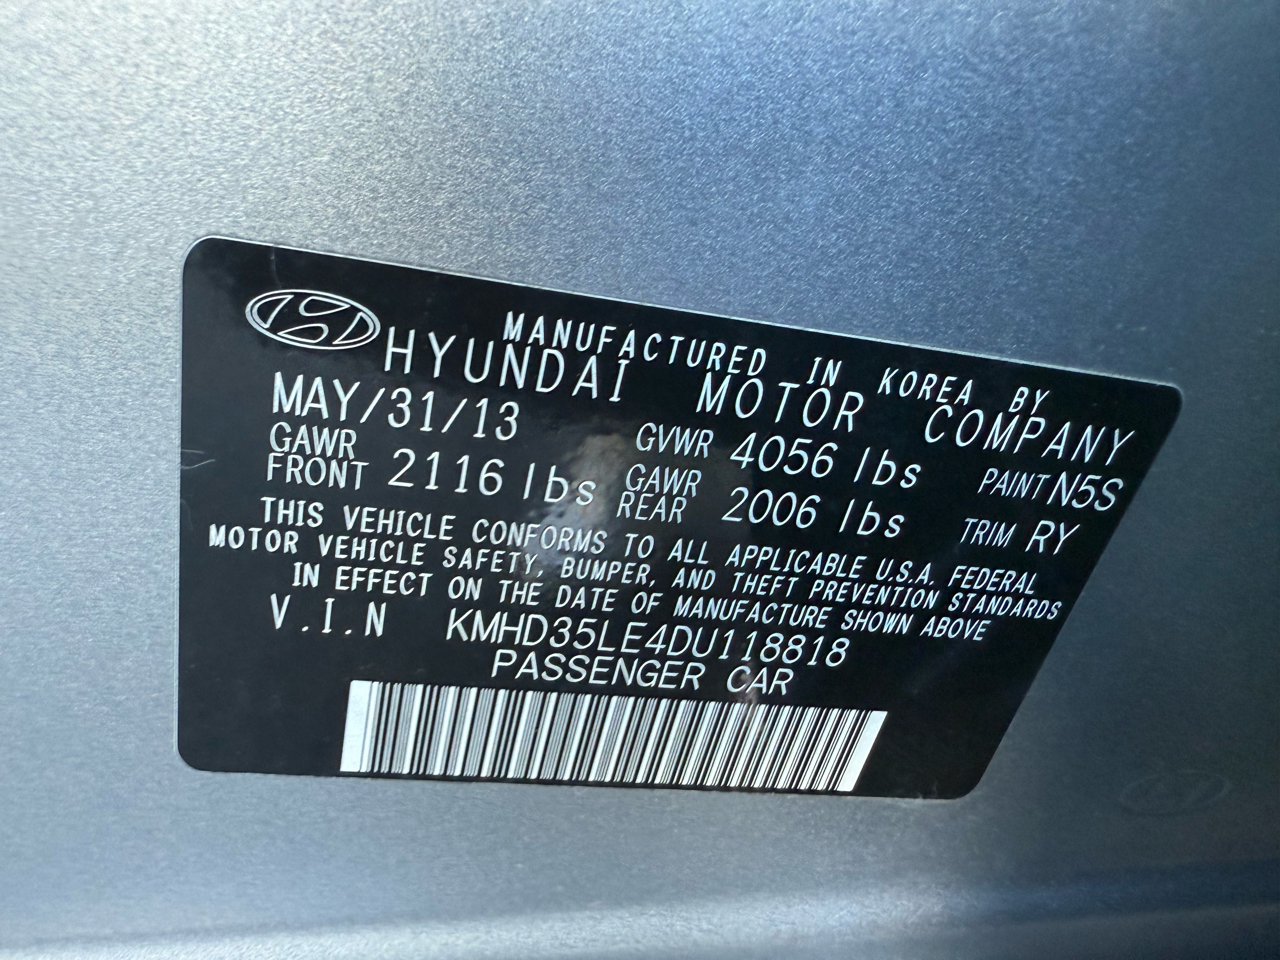 MANUFACTURED IN KOREA BY
HYUNDAI MOTOR COMPANY
MAY/31/13 GVWR 4056 lbs PAINT N5S
GAWR FRONT 2116 lbs GAWR REAR 2006 lbs TRIM RY
THIS VEHICLE CONFORMS TO ALL APPLICABLE U.S.A. FEDERAL
MOTOR VEHICLE SAFETY, BUMPER, AND THEFT PREVENTION STANDARDS
IN EFFECT ON THE DATE OF MANUFACTURE SHOWN ABOVE
V.I.N KMHD35LE4DU118818
PASSENGER CAR